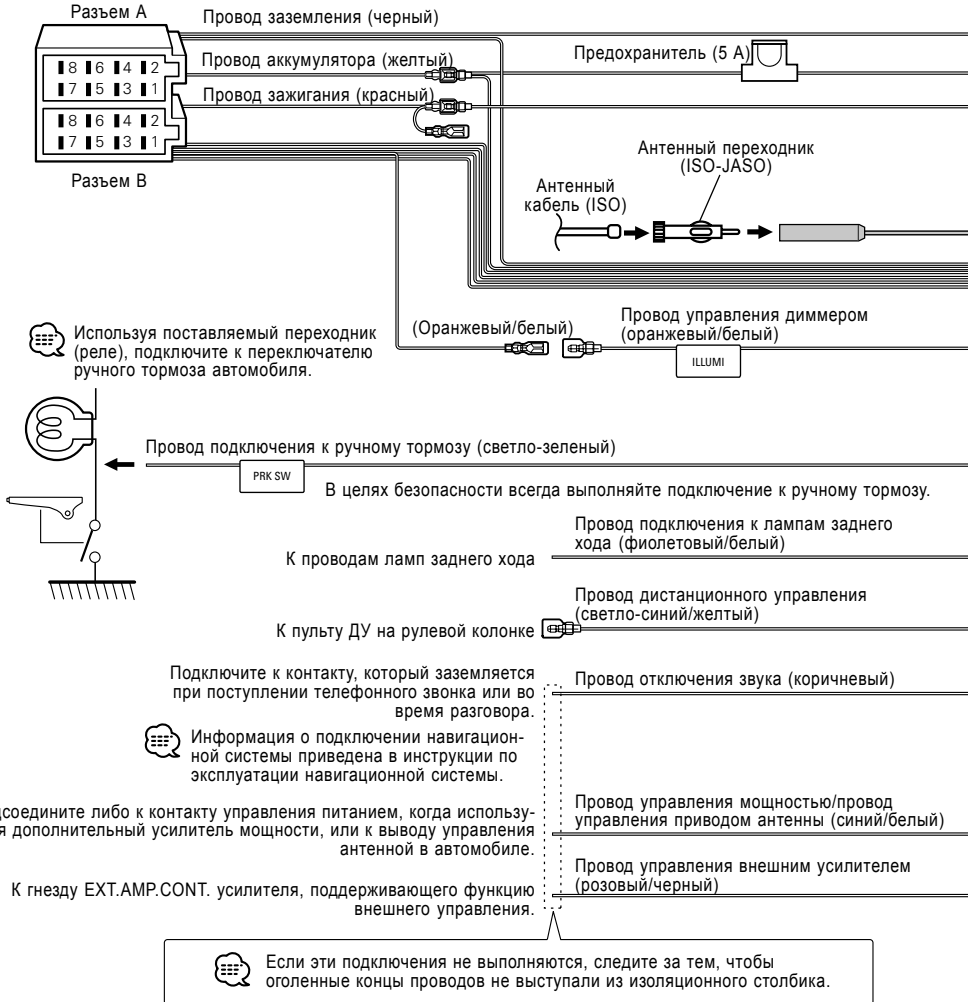 Разъем A
Провод заземления (черный)
Предохранитель (5 А)
Провод аккумулятора (желтый)
Провод зажигания (красный)
8 6 4 2
7 5 3 1
8 6 4 2
7 5 3 1
Разъем B
Антенный переходник
(ISO-JASO)
Антенный
кабель (ISO)
Используя поставляемый переходник
(реле), подключите к переключателю
ручного тормоза автомобиля.
(Оранжевый/белый)
Провод управления диммером
(оранжевый/белый)
ILLUMI
Провод подключения к ручному тормозу (светло-зеленый)
PRK SW
В целях безопасности всегда выполняйте подключение к ручному тормозу.
Провод подключения к лампам заднего
хода (фиолетовый/белый)
К проводам ламп заднего хода
Провод дистанционного управления
(светло-синий/желтый)
К пульту ДУ на рулевой колонке
Подключите к контакту, который заземляется
при поступлении телефонного звонка или во
время разговора.
Провод отключения звука (коричневый)
Информация о подключении навигацион-
ной системы приведена в инструкции по
эксплуатации навигационной системы.
дсоедините либо к контакту управления питанием, когда использу-
я дополнительный усилитель мощности, или к выводу управления
антенной в автомобиле.
Провод управления мощностью/провод
управления приводом антенны (синий/белый)
К гнезду EXT.AMP.CONT. усилителя, поддерживающего функцию
внешнего управления.
Провод управления внешним усилителем
(розовый/черный)
Если эти подключения не выполняются, следите за тем, чтобы
оголенные концы проводов не выступали из изоляционного столбика.